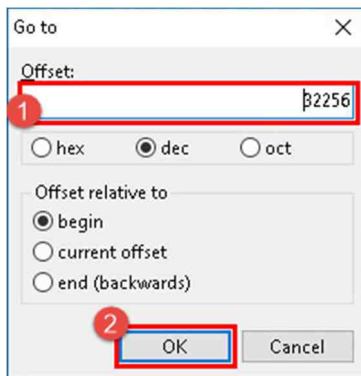 Go to
Offset:
1
32256
hex dec oct
Offset relative to
begin
current offset
end (backwards)
2
OK Cancel